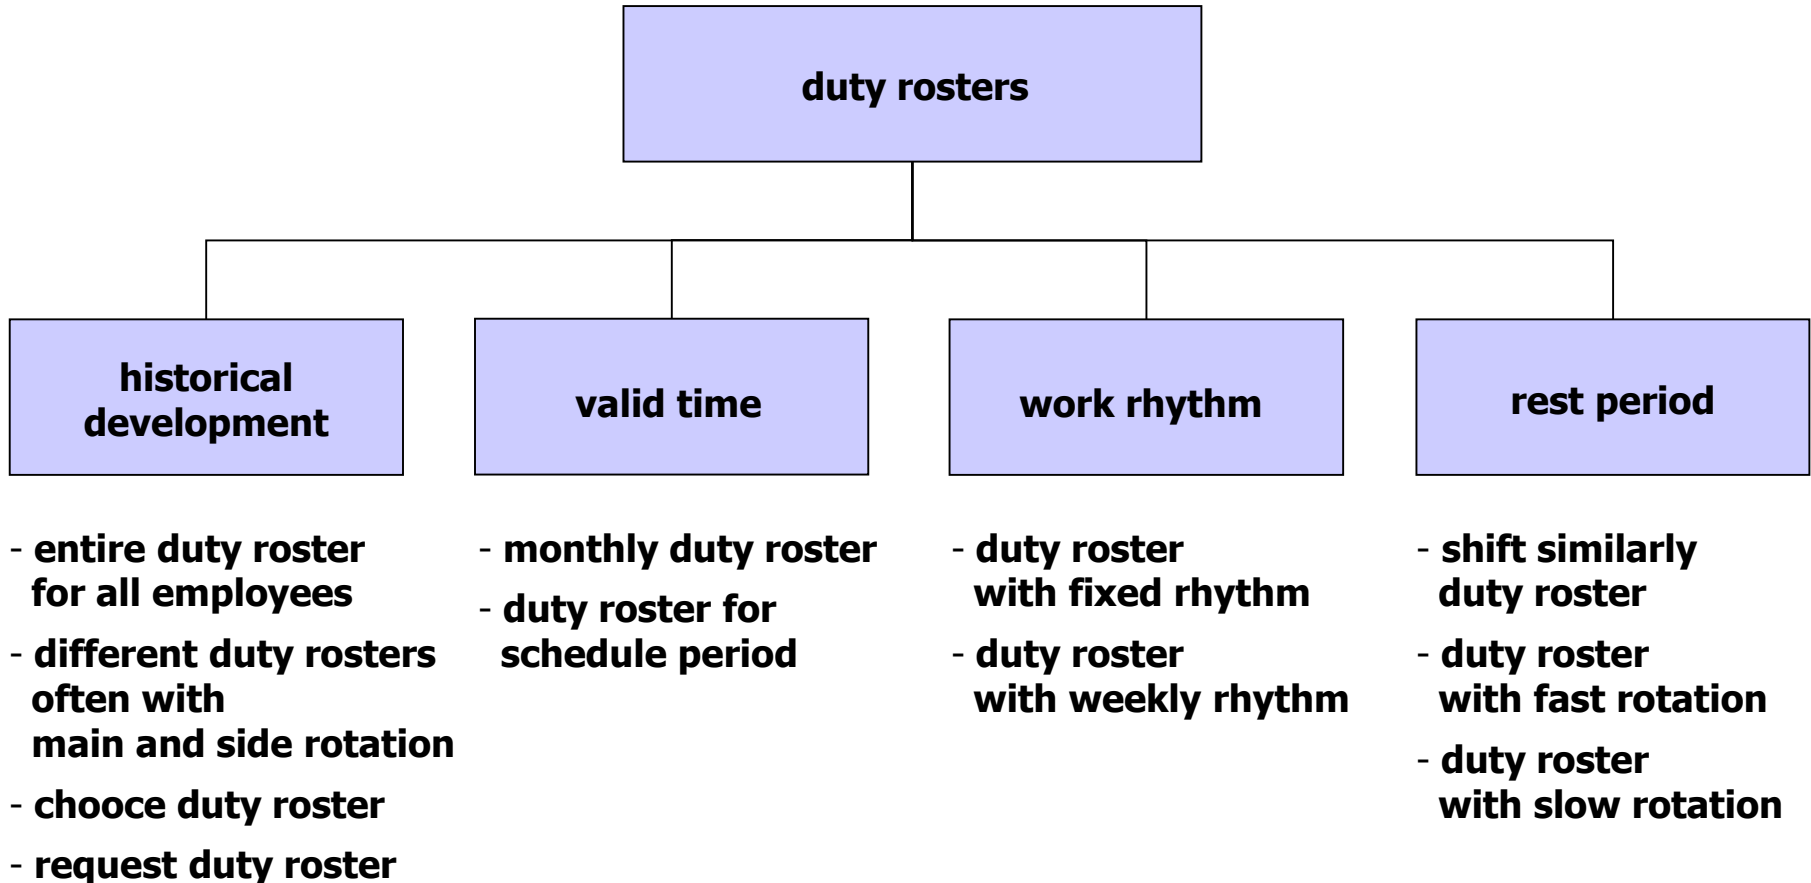 duty rosters
historical
development
valid time
work rhythm
rest period
- entire duty roster
for all employees
- different duty rosters
often with
main and side rotation
- chooce duty roster
- request duty roster
- monthly duty roster
- duty roster for
schedule period
- duty roster
with fixed rhythm
- duty roster
with weekly rhythm
- shift similarly
duty roster
- duty roster
with fast rotation
- duty roster
with slow rotation